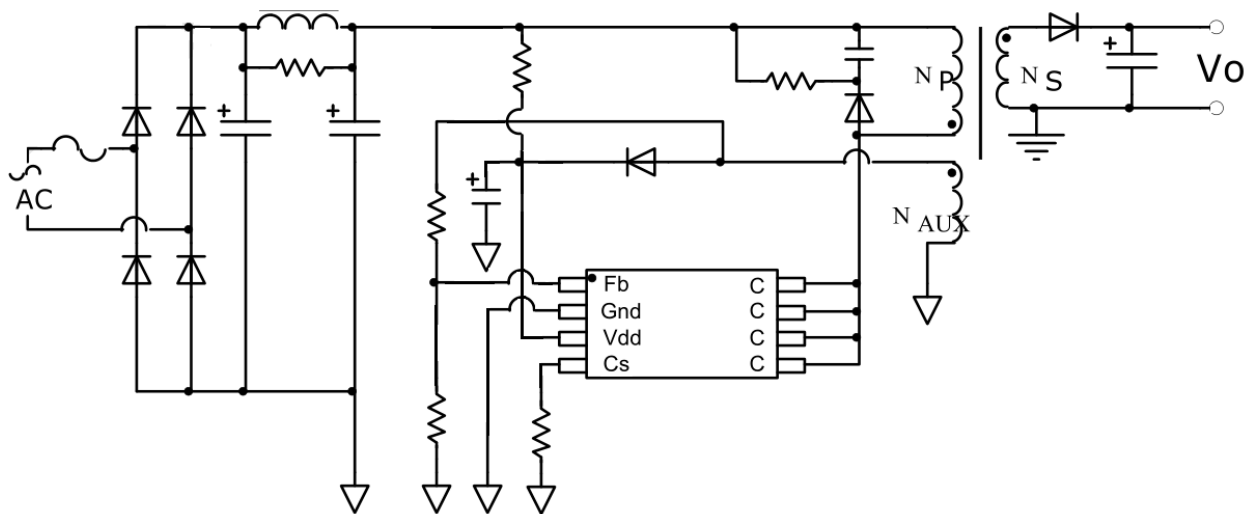 N P
N S
+
Vo
+
+
AC
+
N AUX
Fb C
Gnd C
Vdd C
Cs C